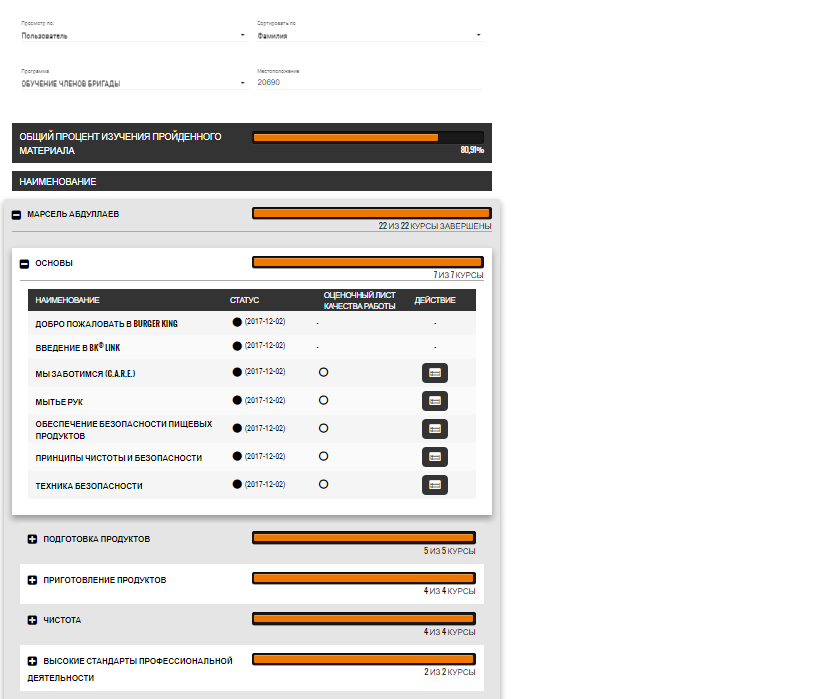 Просмотр по:
Сортировать по
Пользователь
Фамилия
Программа
Местоположение
ОБУЧЕНИЕ ЧЛЕНОВ БРИГАДЫ
20690
ОБЩИЙ ПРОЦЕНТ ИЗУЧЕНИЯ ПРОЙДЕННОГО
МАТЕРИАЛА
80,91%
НАИМЕНОВАНИЕ
МАРСЕЛЬ АБДУЛЛАЕВ
22 ИЗ 22 КУРСЫ ЗАВЕРШЕНЫ
ОСНОВЫ
7 ИЗ 7 КУРСЫ
НАИМЕНОВАНИЕ СТАТУС ОЦЕНОЧНЫЙ ЛИСТ КАЧЕСТВА РАБОТЫ ДЕЙСТВИЕ
ДОБРО ПОЖАЛОВАТЬ В BURGER KING (2017-12-02) - -
ВВЕДЕНИЕ В BK® LINK (2017-12-02) - -
МЫ ЗАБОТИМСЯ (C.A.R.E.) (2017-12-02)
МЫТЬЕ РУК (2017-12-02)
ОБЕСПЕЧЕНИЕ БЕЗОПАСНОСТИ ПИЩЕВЫХ
ПРОДУКТОВ (2017-12-02)
ПРИНЦИПЫ ЧИСТОТЫ И БЕЗОПАСНОСТИ (2017-12-02)
ТЕХНИКА БЕЗОПАСНОСТИ (2017-12-02)
ПОДГОТОВКА ПРОДУКТОВ
5 ИЗ 5 КУРСЫ
ПРИГОТОВЛЕНИЕ ПРОДУКТОВ
4 ИЗ 4 КУРСЫ
ЧИСТОТА
4 ИЗ 4 КУРСЫ
ВЫСОКИЕ СТАНДАРТЫ ПРОФЕССИОНАЛЬНОЙ
ДЕЯТЕЛЬНОСТИ
2 ИЗ 2 КУРСЫ